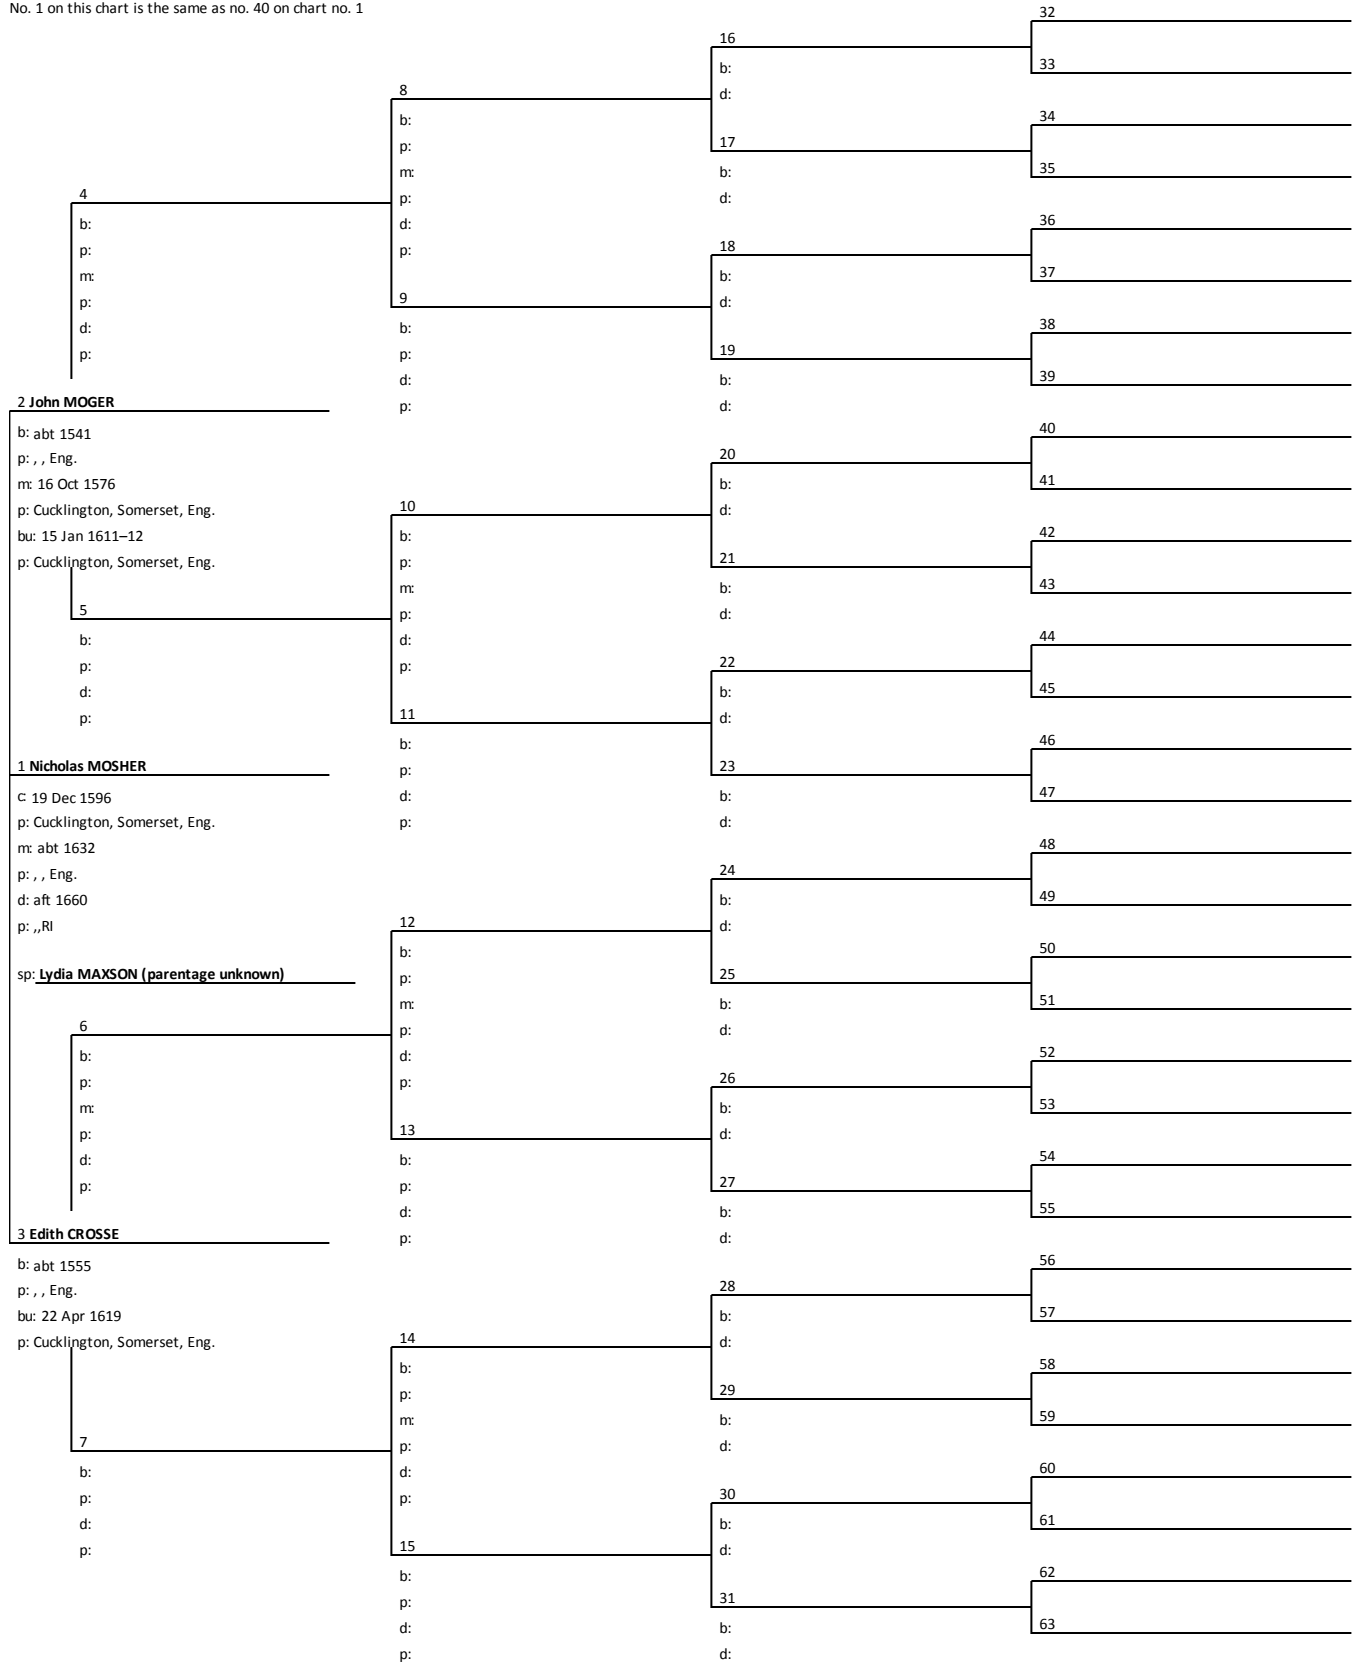 No. 1 on this chart is the same as no. 40 on chart no. 1
4
b:
p:
m:
p:
d:
p:
2 John MOGER
b: abt 1541
p: , , Eng.
m: 16 Oct 1576
p: Cucklington, Somerset, Eng.
bu: 15 Jan 1611–12
p: Cucklington, Somerset, Eng.
5
b:
p:
d:
p:
1 Nicholas MOSHER
c: 19 Dec 1596
p: Cucklington, Somerset, Eng.
m: abt 1632
p: , , Eng.
d: aft 1660
p: ,,RI
sp: Lydia MAXSON (parentage unknown)
6
b:
p:
m:
p:
d:
p:
3 Edith CROSSE
b: abt 1555
p: , , Eng.
bu: 22 Apr 1619
p: Cucklington, Somerset, Eng.
7
b:
p:
d:
p:
8
b:
p:
m:
p:
d:
p:
9
b:
p:
d:
p:
10
b:
p:
m:
p:
d:
p:
11
b:
p:
d:
p:
12
b:
p:
m:
p:
d:
p:
13
b:
p:
d:
p:
14
b:
p:
m:
p:
d:
p:
15
b:
p:
d:
p:
16
b:
d:
17
b:
d:
18
b:
d:
19
b:
d:
20
b:
d:
21
b:
d:
22
b:
d:
23
b:
d:
24
b:
d:
25
b:
d:
26
b:
d:
27
b:
d:
28
b:
d:
29
b:
d:
30
b:
d:
31
b:
d:
32
33
34
35
36
37
38
39
40
41
42
43
44
45
46
47
48
49
50
51
52
53
54
55
56
57
58
59
60
61
62
63